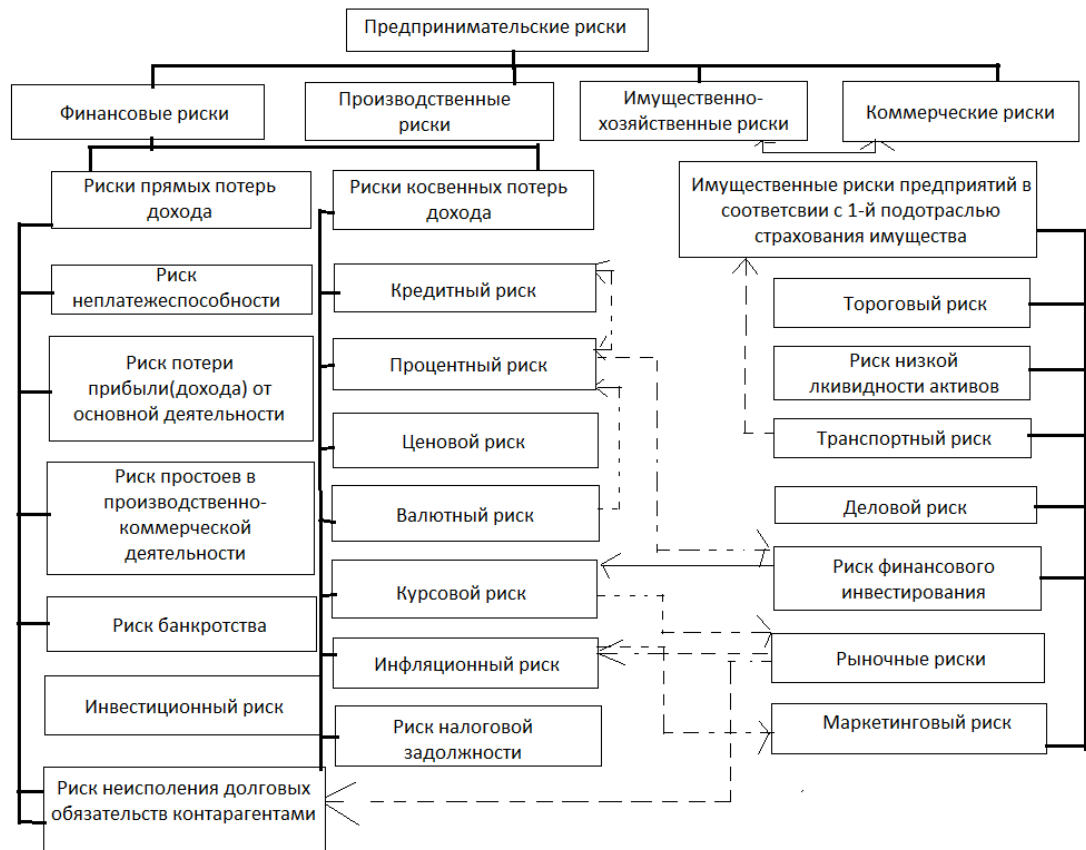 Предпринимательские риски
Финансовые риски
Производственные
риски
Имущественно-
хозяйственные риски
Коммерческие риски
Риски прямых потерь
дохода
Риски косвенных потерь
дохода
Имущественные риски предприятий в
соответсвии с 1-й подотраслью
страхования имущества
Риск
неплатежеспособности
Риск потери
прибыли(дохода) от
основной деятельности
Риск простоев в
производственно-
коммерческой
деятельности
Риск банкротства
Инвестиционный риск
Риск неисполения долговых
обязательств контарагентами
Кредитный риск
Процентный риск
Ценовой риск
Валютный риск
Курсовой риск
Инфляционный риск
Риск налоговой
задолжности
Тороговый риск
Риск низкой
лкивидности активов
Транспортный риск
Деловой риск
Риск финансового
инвестирования
Рыночные риски
Маркетинговый риск